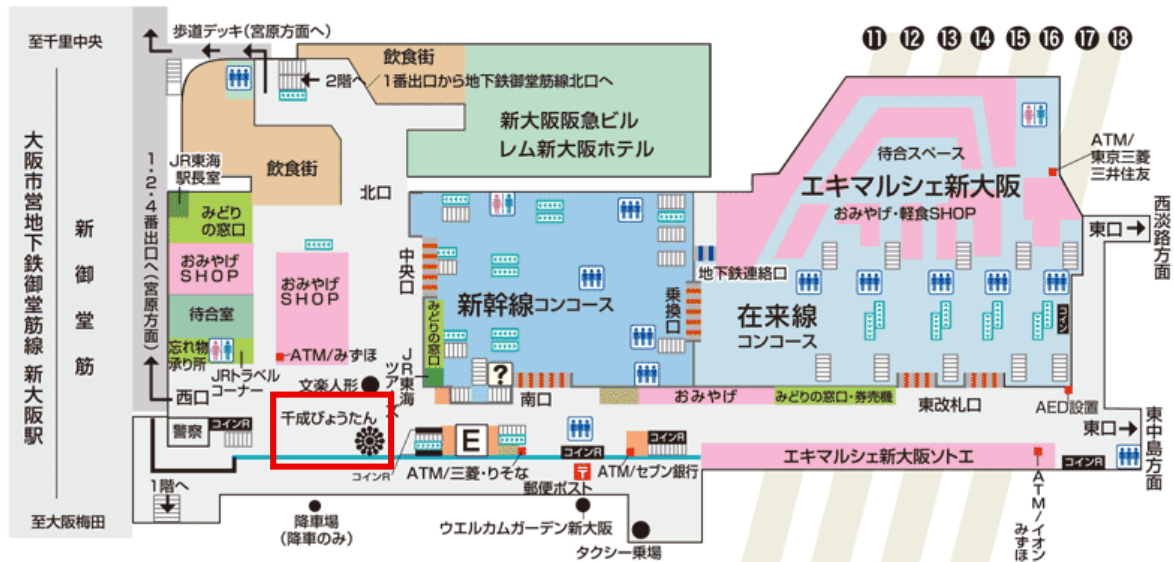 至千里中央
歩道デッキ(宮原方面へ)
飲食街
2階へ
1番出口から地下鉄御堂筋線北口へ
新大阪阪急ビル
レム新大阪ホテル
⓫
⓬
⓭
⓮
⓯
⓰
⓱
⓲
待合スペース
エキマルシェ新大阪
おみやげ・軽食SHOP
ATM/
東京三菱
三井住友
西淡路方面
東口
大阪市営地下鉄御堂筋線 新大阪駅
新御堂筋
1・2・4番出口へ(宮原方面)
JR東海
駅長室
飲食街
北口
みどり
の窓口
おみやげ
SHOP
おみやげ
SHOP
待合室
忘れ物
承り所
JRトラベル
コーナー
ATM/みずほ
中央口
新幹線コンコース
みどりの窓口
乗換口
地下鉄連絡口
在来線
コンコース
コイン
JR東海
ツアーズ
文楽人形
千成びょうたん
西口
警察
コインR
?
南口
おみやげ
みどりの窓口・券売機
東改札口
AED設置
東口
東中島方面
コインR
E
コインR
コインR
ATM/三菱・りそな
ATM/セブン銀行
エキマルシェ新大阪ソトエ
コインR
ATM/イオン
みずほ
1階へ
〒
郵便ポスト
降車場
(降車のみ)
ウエルカムガーデン新大阪
タクシー乗場
至大阪梅田